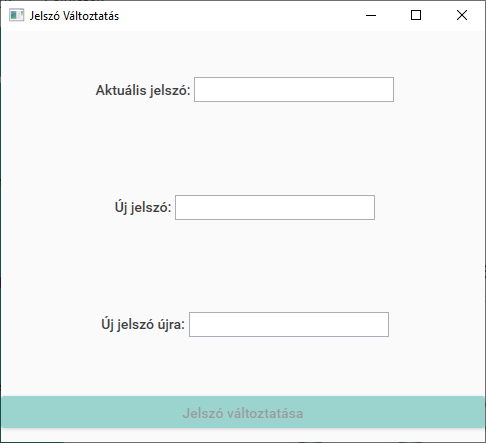 Jelszó Változtatás
Aktuális jelszó:
Új jelszó:
Új jelszó újra:
Jelszó változtatása